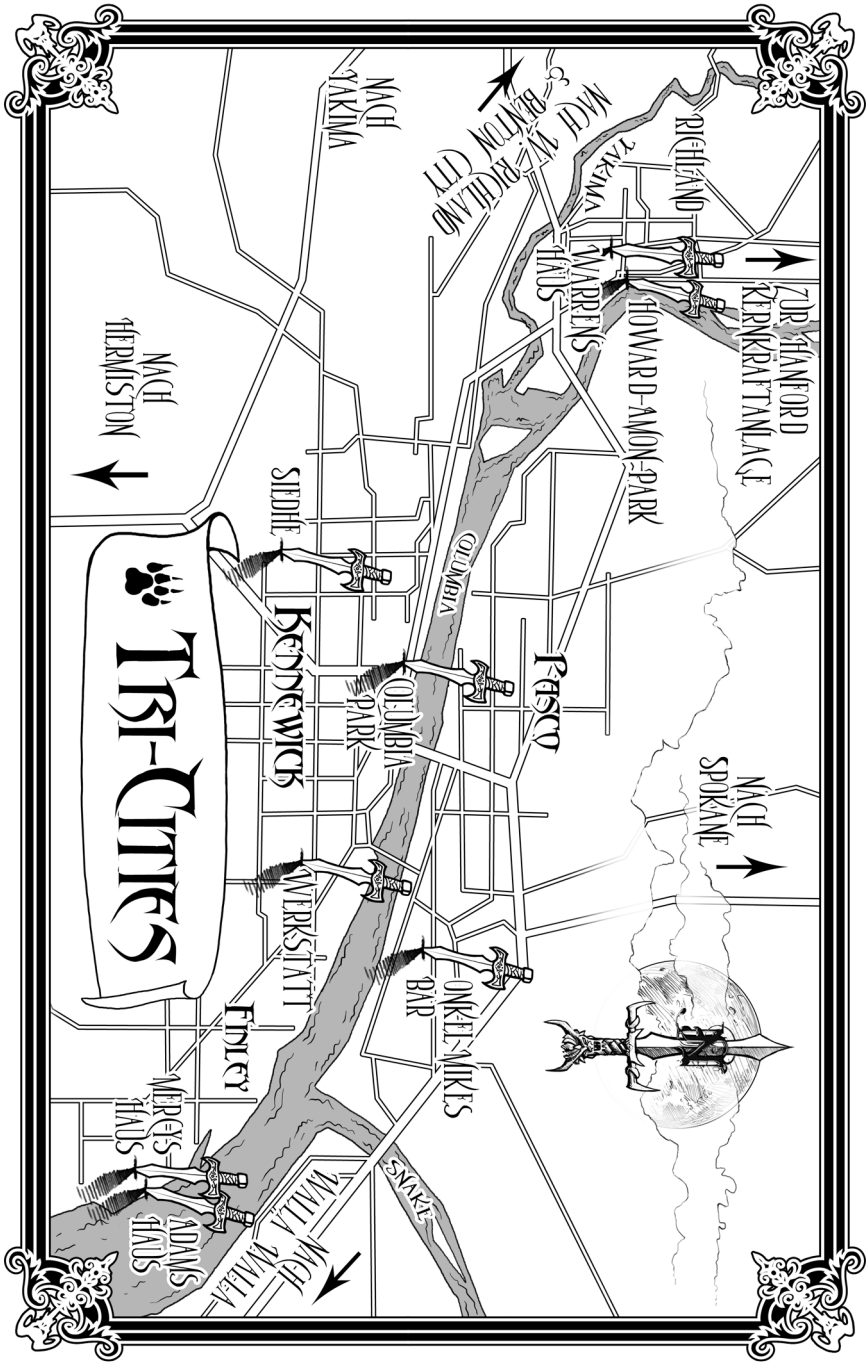 ZUR HANFORD
KERNKRAFTANLAGE
NACH
SPOKANE
RICHLAND
HOWARD-AMON-PARK
YAKIMA
WARRENS
HAUS
NACH W. RICHLAND
& BENTON CITY
PASCO
COLUMBIA
ONKEL-MIKES
BAR
SNAKE
NACH
YAKIMA
COLUMBIA
PARK
SIEDHE
KENNEWICK
WERKSTATT
NACH
WALLA
WALLA
FINLEY
NACH
HERMISTON
MERCYS
HAUS
ADAMS
HAUS
TRI-CITIES